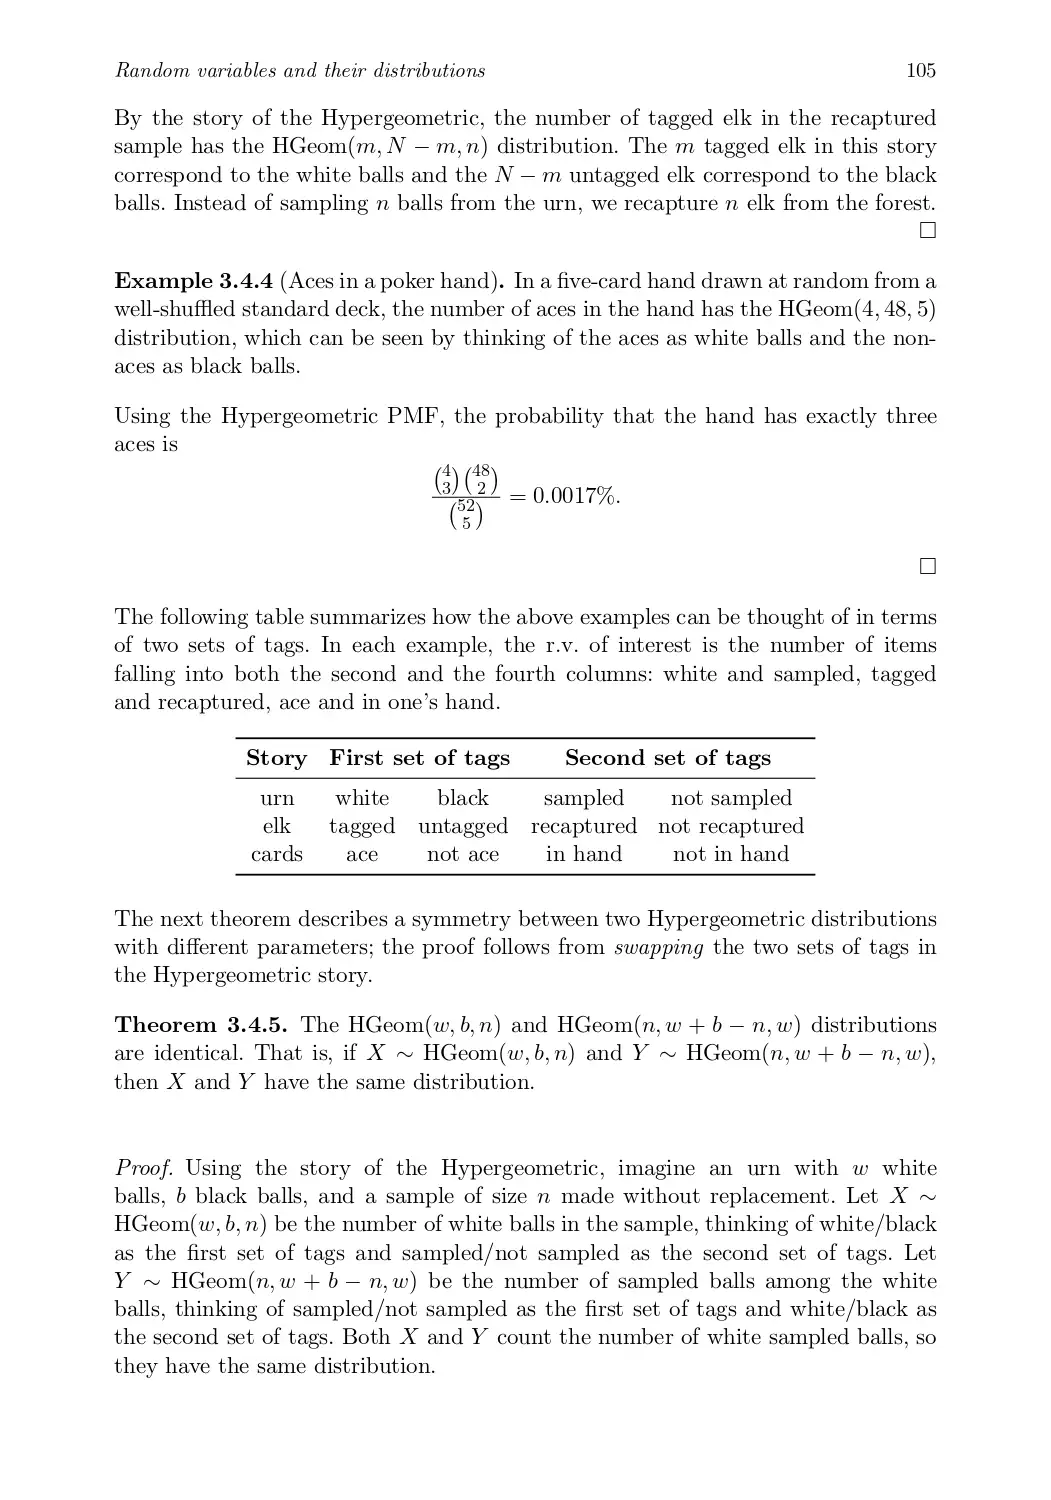 Random variables and their distributions 105
By the story of the Hypergeometric, the number of tagged elk in the recaptured
sample has the HGeom(m, N − m, n) distribution. The m tagged elk in this story
correspond to the white balls and the N − m untagged elk correspond to the black
balls. Instead of sampling n balls from the urn, we recapture n elk from the forest.
□
Example 3.4.4 (Aces in a poker hand). In a five-card hand drawn at random from a
well-shuffled standard deck, the number of aces in the hand has the HGeom(4, 48, 5)
distribution, which can be seen by thinking of the aces as white balls and the non-
aces as black balls.
Using the Hypergeometric PMF, the probability that the hand has exactly three
aces is
(4 3)(48 2) / (52 5) = 0.0017%.
□
The following table summarizes how the above examples can be thought of in terms
of two sets of tags. In each example, the r.v. of interest is the number of items
falling into both the second and the fourth columns: white and sampled, tagged
and recaptured, ace and in one's hand.
Story First set of tags Second set of tags
urn white black sampled not sampled
elk tagged untagged recaptured not recaptured
cards ace not ace in hand not in hand
The next theorem describes a symmetry between two Hypergeometric distributions
with different parameters; the proof follows from swapping the two sets of tags in
the Hypergeometric story.
Theorem 3.4.5. The HGeom(w, b, n) and HGeom(n, w + b − n, w) distributions
are identical. That is, if X ∼ HGeom(w, b, n) and Y ∼ HGeom(n, w + b − n, w),
then X and Y have the same distribution.
Proof. Using the story of the Hypergeometric, imagine an urn with w white
balls, b black balls, and a sample of size n made without replacement. Let X ∼
HGeom(w, b, n) be the number of white balls in the sample, thinking of white/black
as the first set of tags and sampled/not sampled as the second set of tags. Let
Y ∼ HGeom(n, w + b − n, w) be the number of sampled balls among the white
balls, thinking of sampled/not sampled as the first set of tags and white/black as
the second set of tags. Both X and Y count the number of white sampled balls, so
they have the same distribution.